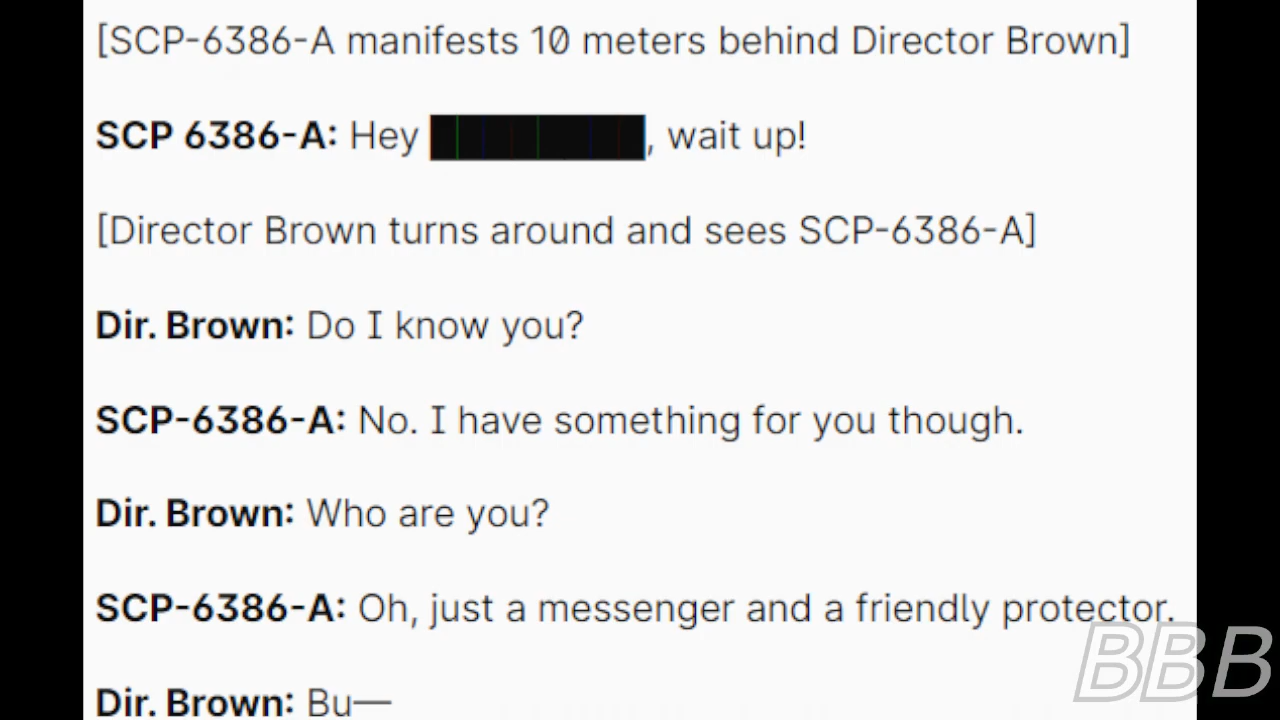 [SCP-6386-A manifests 10 meters behind Director Brown]
SCP 6386-A: Hey , wait up!
[Director Brown turns around and sees SCP-6386-A]
Dir. Brown: Do I know you?
SCP-6386-A: No. I have something for you though.
Dir. Brown: Who are you?
SCP-6386-A: Oh, just a messenger and a friendly protector.
Dir. Brown: Bu—
BBB